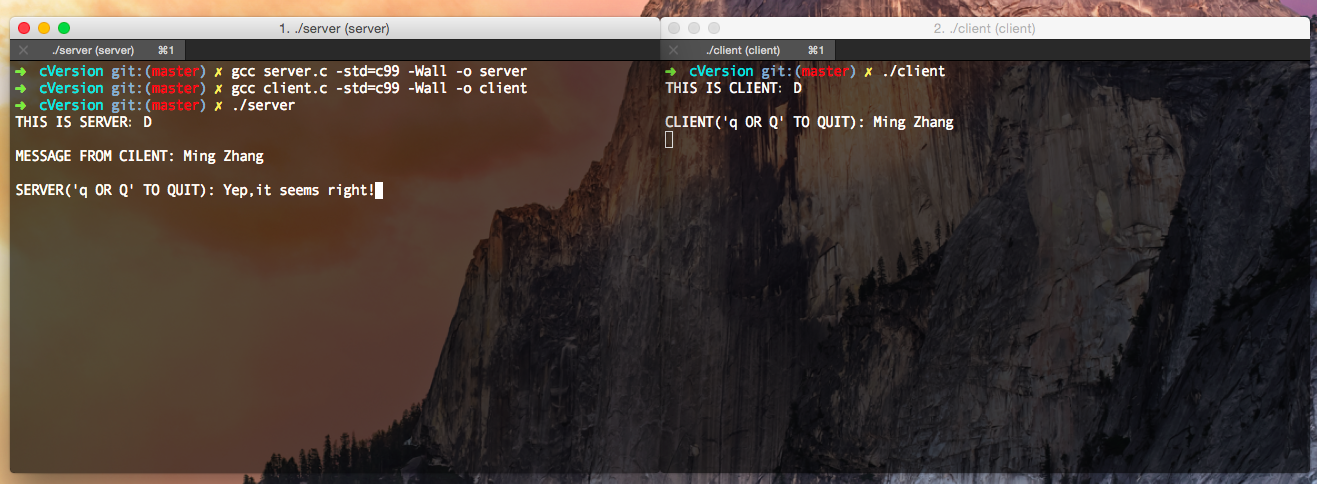 1. ./server (server)
./server (server) ⌘1
➜ cVersion git:(master) ✗ gcc server.c -std=c99 -Wall -o server
➜ cVersion git:(master) ✗ gcc client.c -std=c99 -Wall -o client
➜ cVersion git:(master) ✗ ./server
THIS IS SERVER: D
MESSAGE FROM CILENT: Ming Zhang
SERVER('q OR Q' TO QUIT): Yep,it seems right!
2. ./client (client)
./client (client) ⌘1
➜ cVersion git:(master) ✗ ./client
THIS IS CLIENT: D
CLIENT('q OR Q' TO QUIT): Ming Zhang